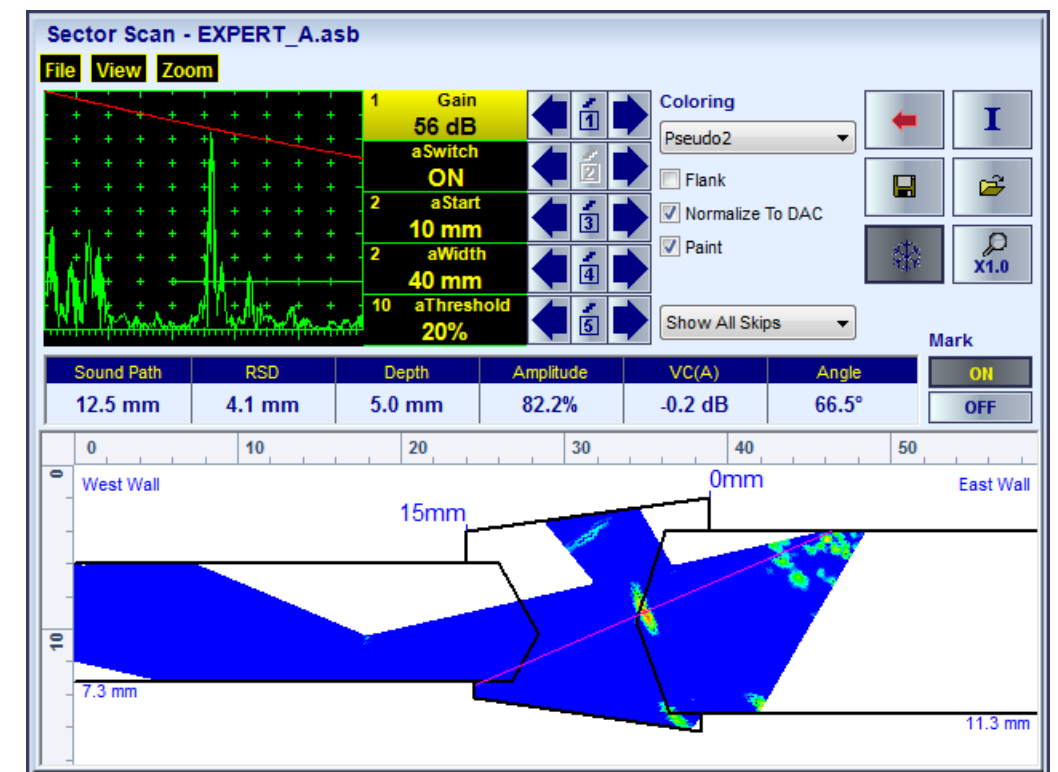 Sector Scan - EXPERT_A.asb
File View Zoom
1 Gain
56 dB
aSwitch
ON
2 aStart
10 mm
2 aWidth
40 mm
10 aThreshold
20%
1
2
3
4
5
Coloring
Pseudo2
Flank
Normalize To DAC
Paint
Show All Skips
I
X1.0
Mark
ON
OFF
Sound Path RSD Depth Amplitude VC(A) Angle
12.5 mm 4.1 mm 5.0 mm 82.2% -0.2 dB 66.5°
0 10 20 30 40 50
0
10
West Wall
15mm
0mm
East Wall
7.3 mm
11.3 mm